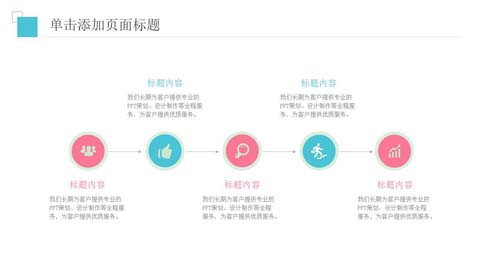 单击添加页面标题
标题内容
我们长期为客户提供专业的
PPT策划、设计制作等全程服
务、为客户提供优质服务。
标题内容
我们长期为客户提供专业的
PPT策划、设计制作等全程服
务、为客户提供优质服务。
标题内容
我们长期为客户提供专业的
PPT策划、设计制作等全程服
务、为客户提供优质服务。
标题内容
我们长期为客户提供专业的
PPT策划、设计制作等全程
服务、为客户提供优质服务。
标题内容
我们长期为客户提供专业的
PPT策划、设计制作等全程
服务、为客户提供优质服务。